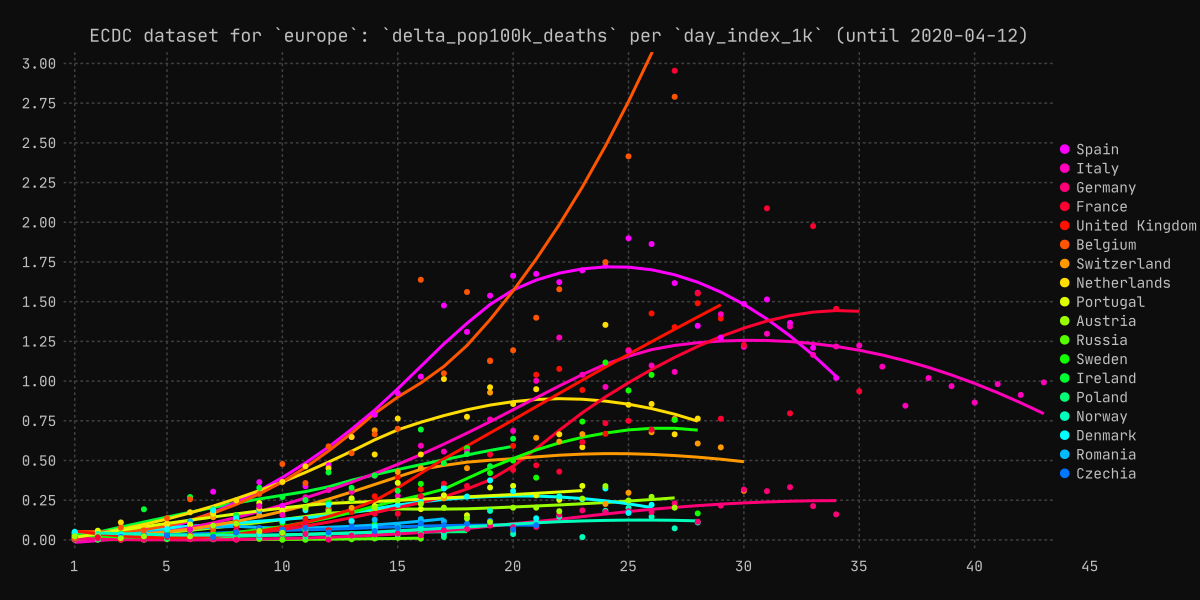 ECDC dataset for `europe`: `delta_pop100k_deaths` per `day_index_1k` (until 2020-04-12)
3.00
2.75
2.50
2.25
2.00
1.75
1.50
1.25
1.00
0.75
0.50
0.25
0.00
1 5 10 15 20 25 30 35 40 45
Spain
Italy
Germany
France
United Kingdom
Belgium
Switzerland
Netherlands
Portugal
Austria
Russia
Sweden
Ireland
Poland
Norway
Denmark
Romania
Czechia